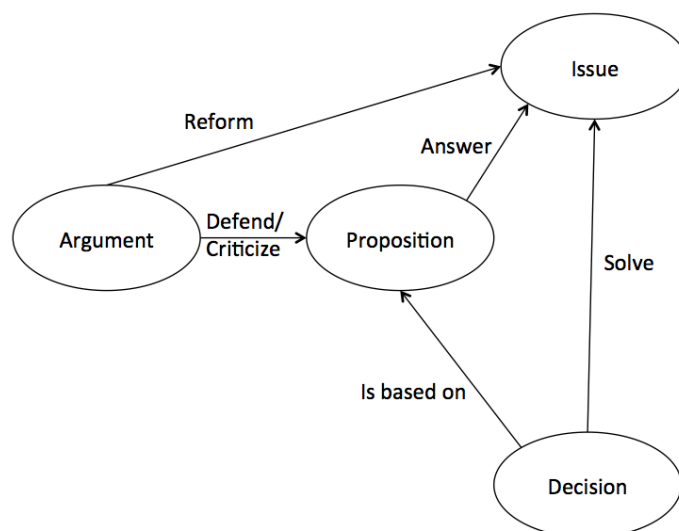 Issue
Reform
Answer
Argument
Defend/
Criticize
Proposition
Solve
Is based on
Decision